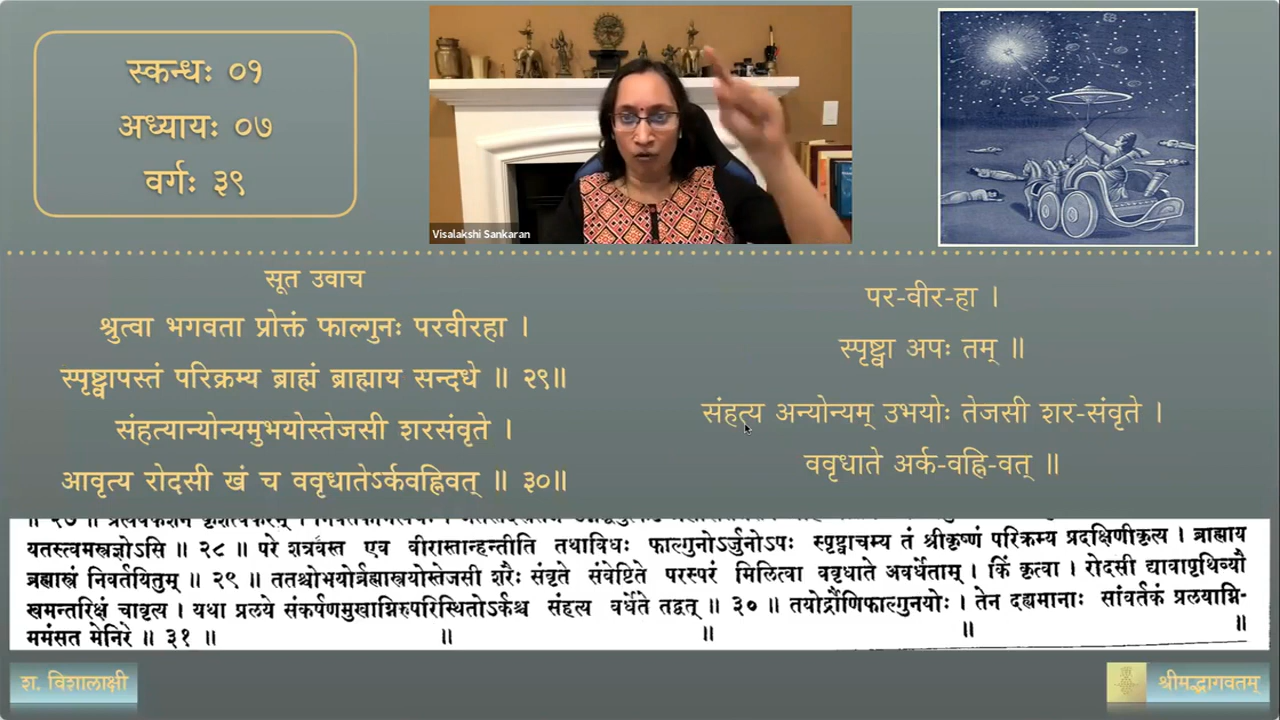 स्कन्धः ०१
अध्यायः ०७
वर्गः ३९
Visalakshi Sankaran
सूत उवाच
श्रुत्वा भगवता प्रोक्तं फाल्गुनः परवीरहा ।
स्पृष्ट्वापस्तं परिक्रम्य ब्राह्मं ब्राह्माय सन्दधे ॥ २९॥
संहत्यान्योन्यमुभयोस्तेजसी शरसंवृते ।
आवृत्य रोदसी खं च ववृधातेऽर्कवह्निवत् ॥ ३०॥
पर-वीर-हा ।
स्पृष्ट्वा अपः तम् ॥
संहत्य अन्योन्यम् उभयोः तेजसी शर-संवृते ।
ववृधाते अर्क-वह्नि-वत् ॥
यतस्त्वमस्त्रज्ञोऽसि ॥ २८ ॥ परे शत्रवस्त एव वीरास्तान्हन्तीति तथाविधः फाल्गुनोऽर्जुनोऽपः स्पृष्ट्वाचम्य तं श्रीकृष्णं परिक्रम्य प्रदक्षिणीकृत्य । ब्राह्माय
ब्रह्मास्त्रं निवर्तयितुम् ॥ २९ ॥ ततश्चोभयोर्ब्रह्मास्त्रयोस्तेजसी शरैः संवृते संवेष्टिते परस्परं मिलित्वा ववृधाते अवर्धेताम् । किं कृत्वा । रोदसी द्यावापृथिव्यौ
खमन्तरिक्षं चावृत्य । यथा प्रलये संकर्षणमुखाग्निरुपरिस्थितोऽर्कश्च संहत्य वर्धेते तद्वत् ॥ ३० ॥ तयोर्द्रौणिफाल्गुनयोः । तेन दह्यमानाः सांवर्तकं प्रलयाग्नि-
ममंसत मेनिरे ॥ ३१ ॥ ॥ ॥ ॥ ॥
श. विशालाक्षी
श्रीमद्भागवतम्